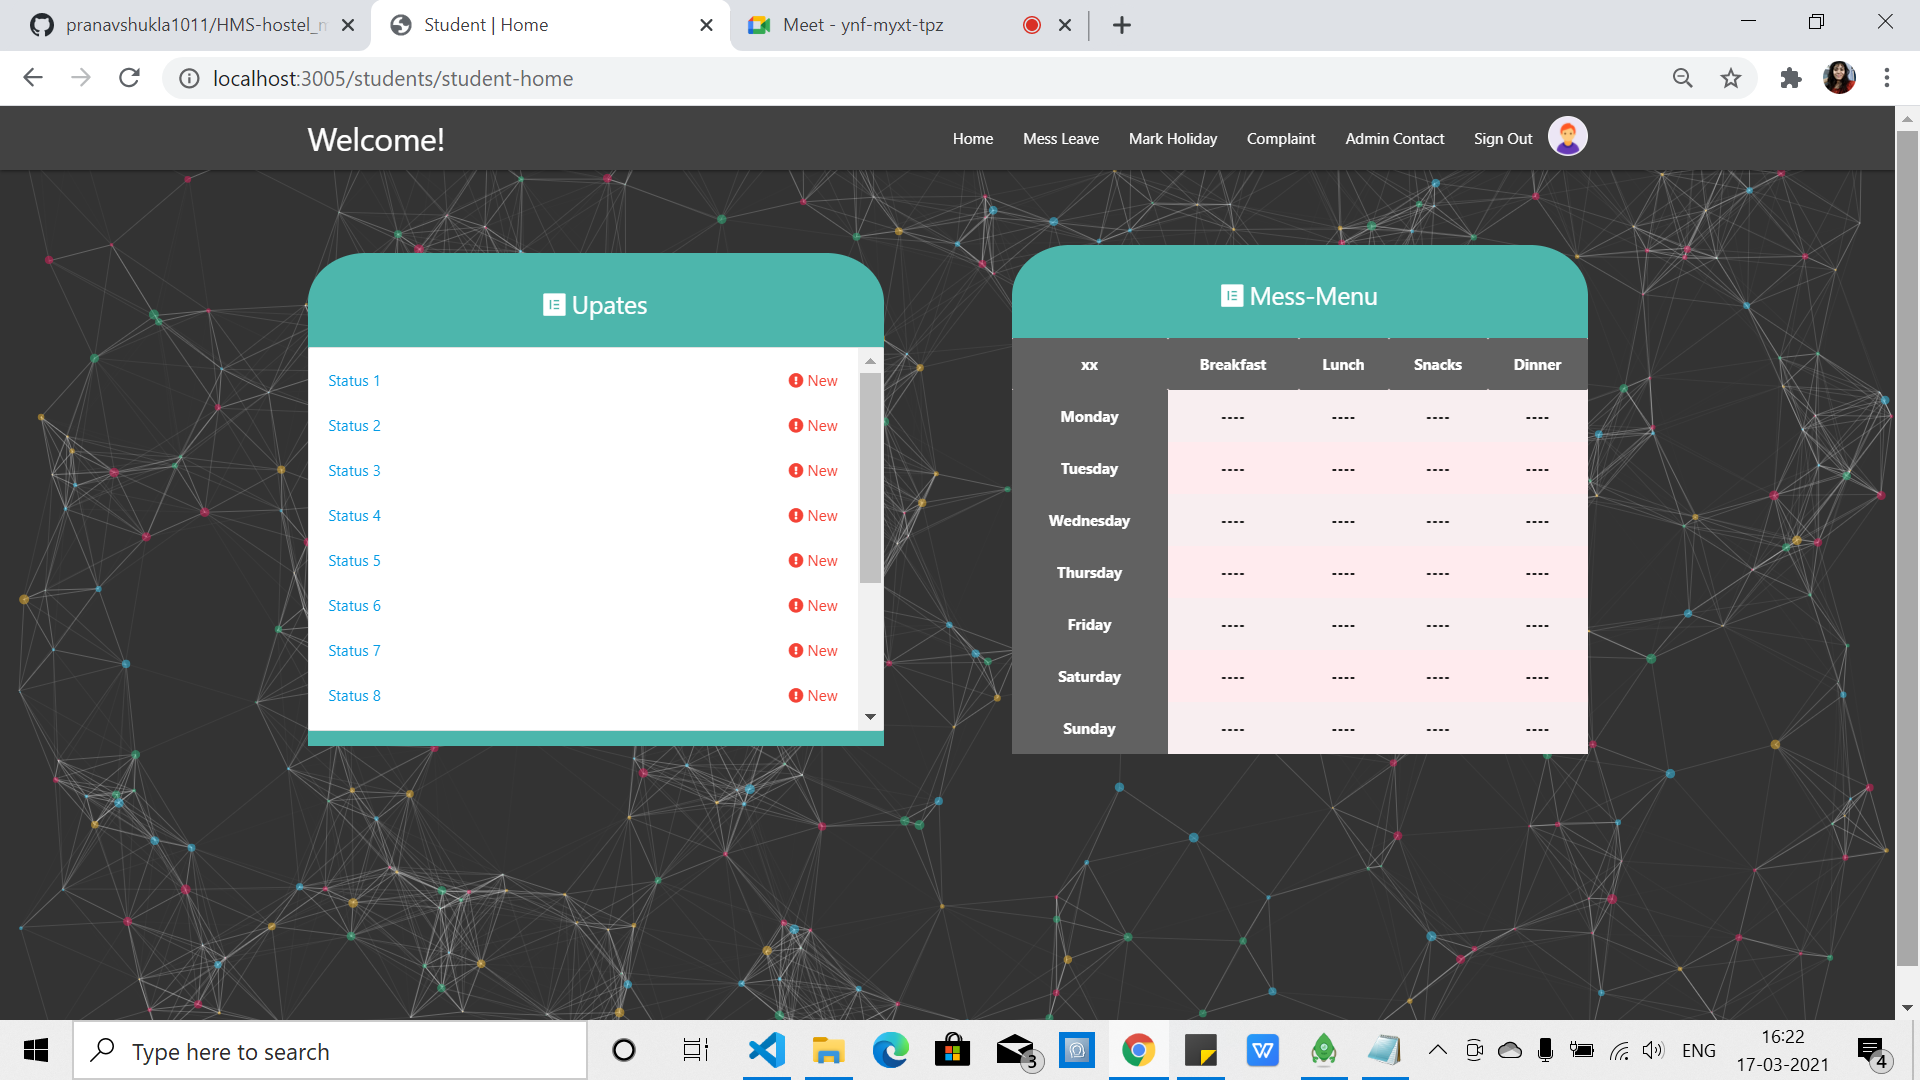 pranavshukla1011/HMS-hostel_m
Student | Home
Meet - ynf-myxt-tpz
localhost:3005/students/student-home
Welcome!
Home Mess Leave Mark Holiday Complaint Admin Contact Sign Out
Upates
Status 1 New
Status 2 New
Status 3 New
Status 4 New
Status 5 New
Status 6 New
Status 7 New
Status 8 New
Mess-Menu
xx Breakfast Lunch Snacks Dinner
Monday ---- ---- ---- ----
Tuesday ---- ---- ---- ----
Wednesday ---- ---- ---- ----
Thursday ---- ---- ---- ----
Friday ---- ---- ---- ----
Saturday ---- ---- ---- ----
Sunday ---- ---- ---- ----
Type here to search
3
W
ENG
16:22
17-03-2021
4